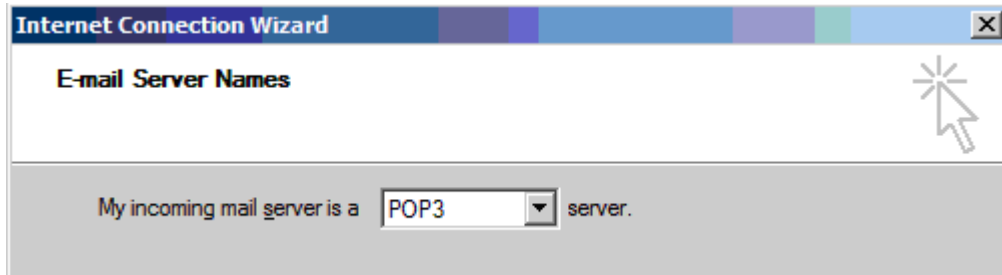 Internet Connection Wizard
E-mail Server Names
My incoming mail server is a POP3 server.